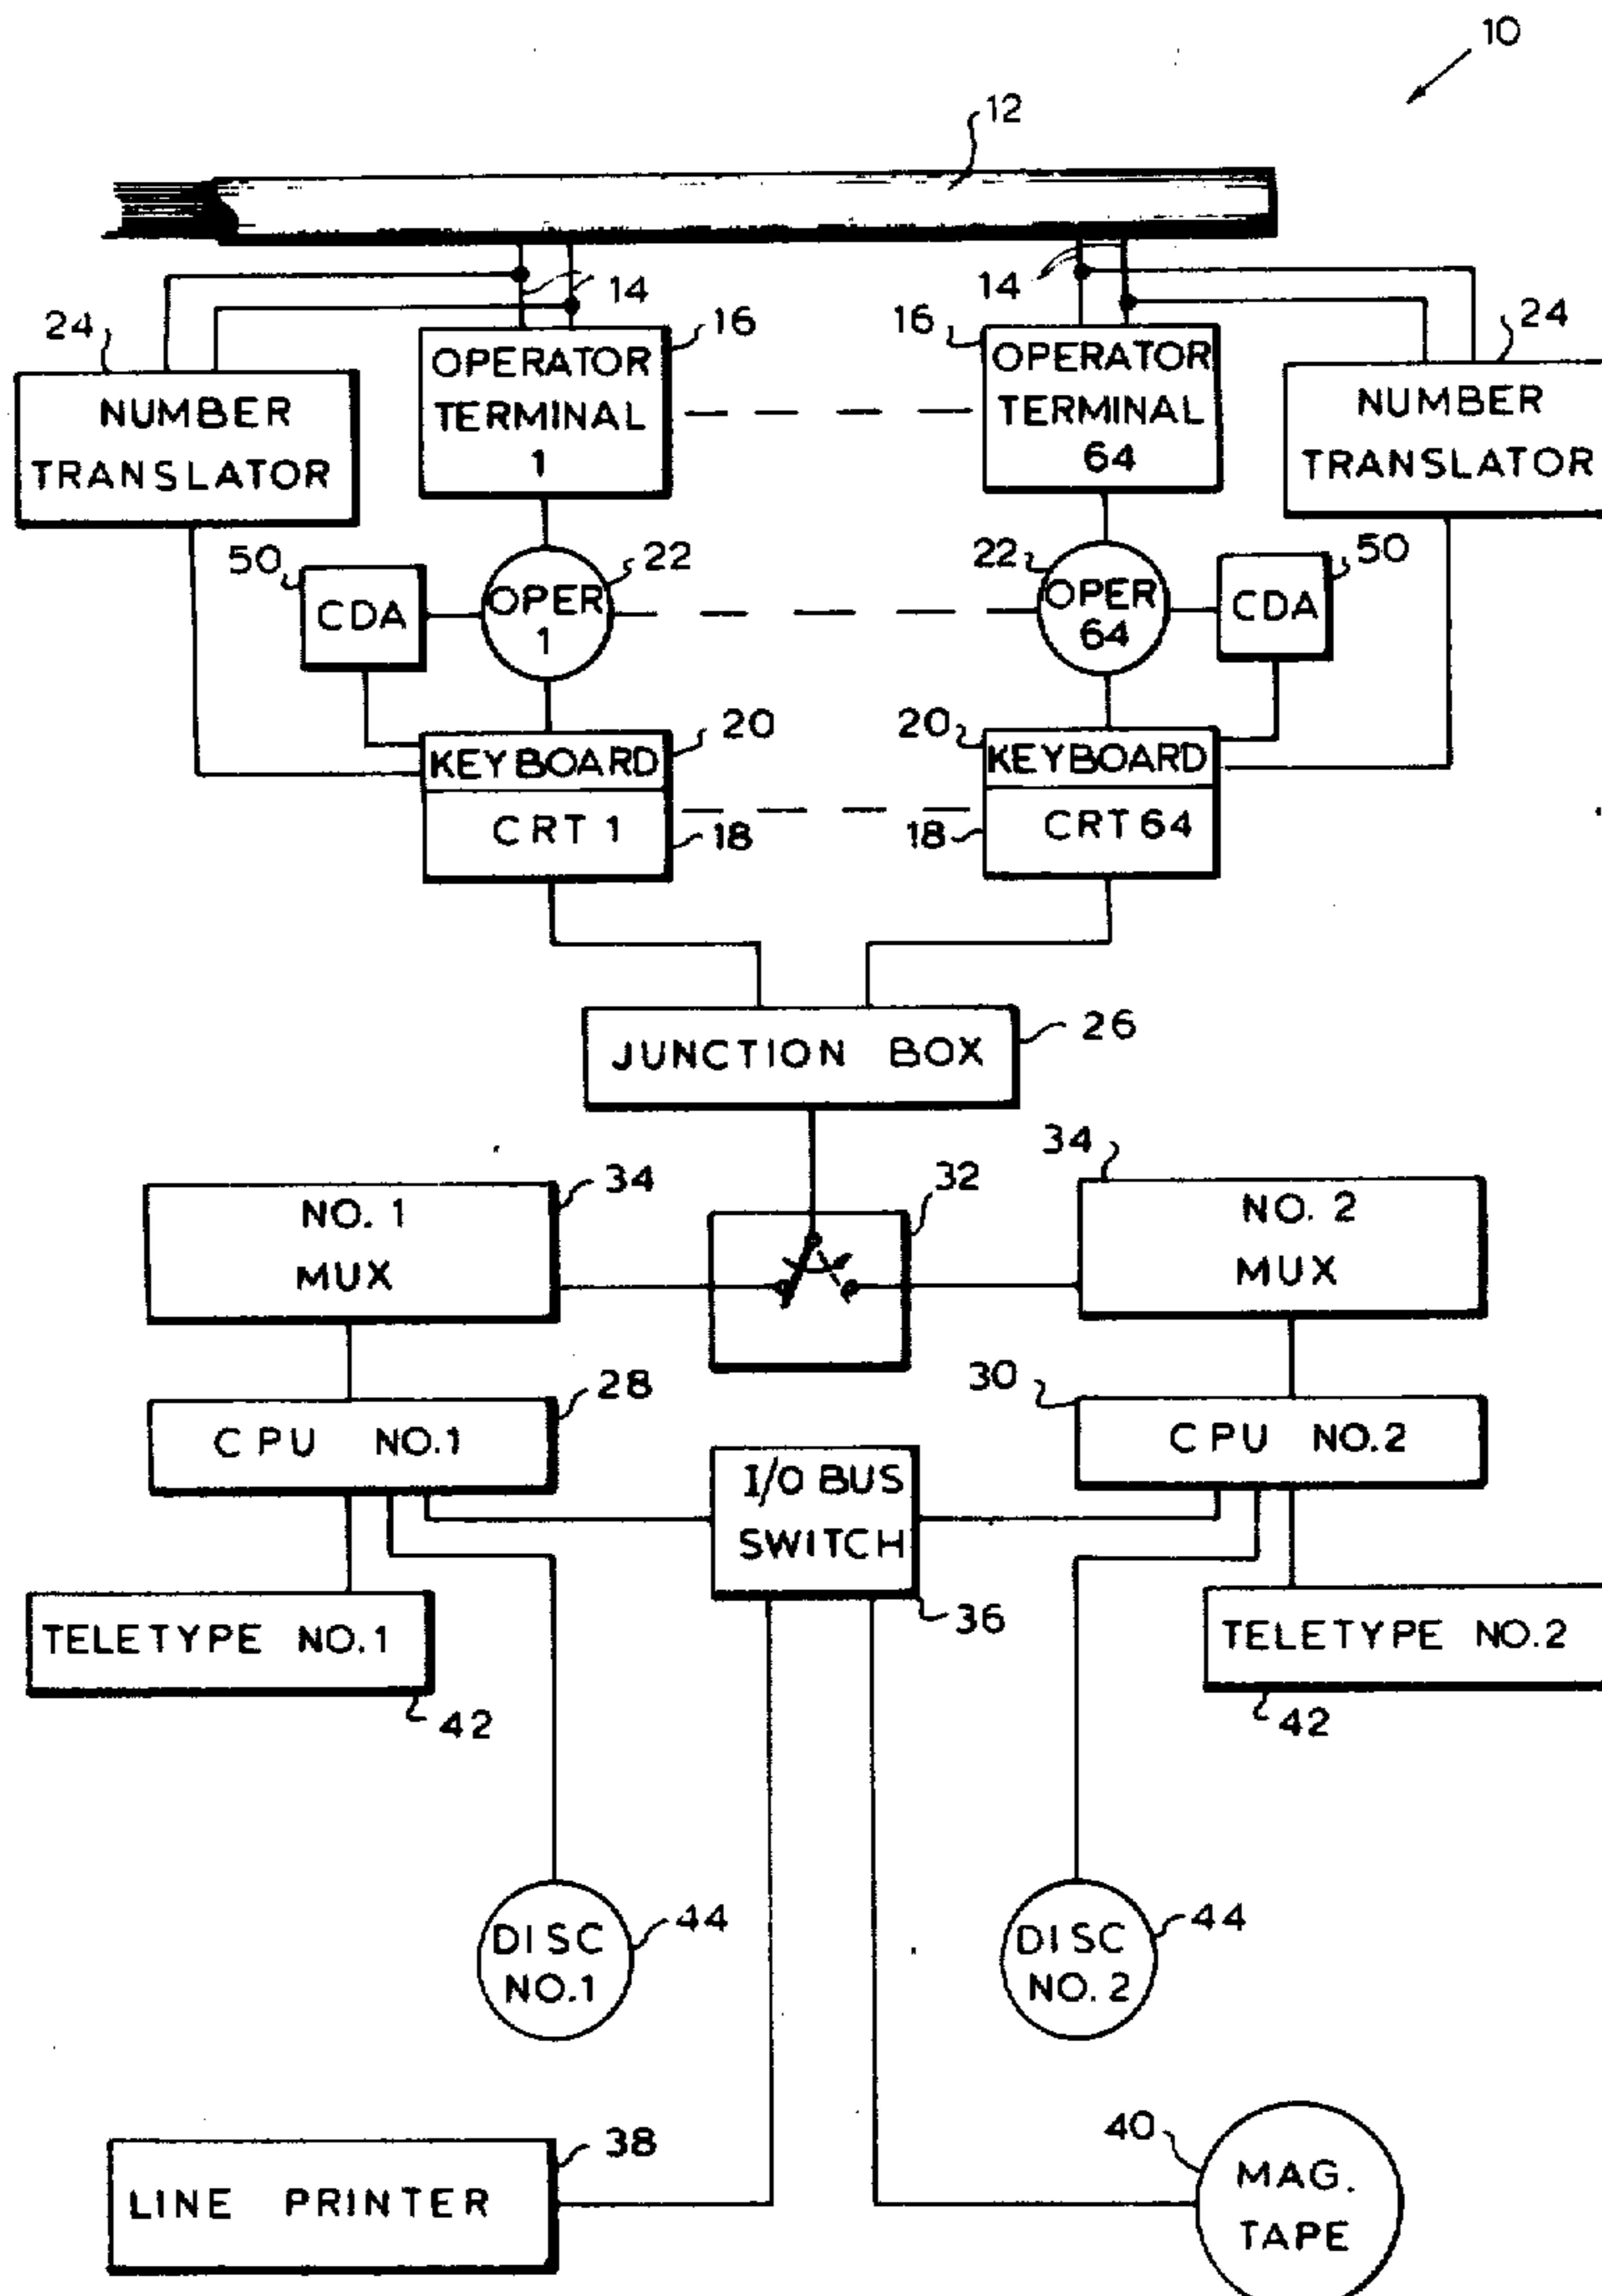 10
12
14
14
24
16
16
24
NUMBER
TRANSLATOR
OPERATOR
TERMINAL
1
OPERATOR
TERMINAL
64
NUMBER
TRANSLATOR
50
22
22
50
CDA
OPER
1
OPER
64
CDA
20
20
KEYBOARD
KEYBOARD
CRT 1
18
18
CRT 64
JUNCTION BOX
26
34
32
34
NO. 1
MUX
NO. 2
MUX
28
30
CPU NO.1
CPU NO.2
I/O BUS
SWITCH
36
TELETYPE NO.1
TELETYPE NO.2
42
42
DISC
NO.1
44
DISC
NO. 2
44
38
40
LINE PRINTER
MAG.
TAPE